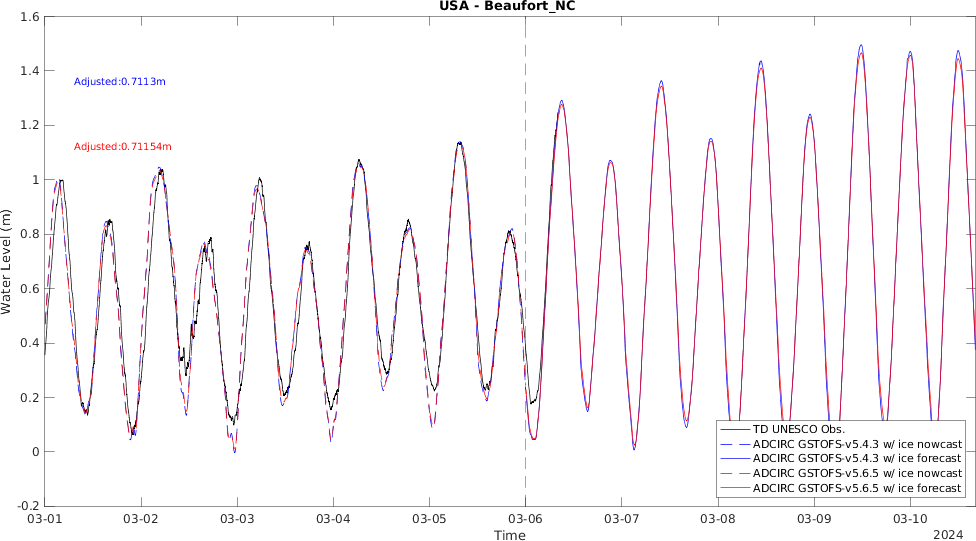 USA - Beaufort_NC
1.6
1.4
1.2
1
0.8
0.6
0.4
0.2
0
-0.2
Water Level (m)
Adjusted:0.7113m
Adjusted:0.71154m
TD UNESCO Obs.
ADCIRC GSTOFS-v5.4.3 w/ ice nowcast
ADCIRC GSTOFS-v5.4.3 w/ ice forecast
ADCIRC GSTOFS-v5.6.5 w/ ice nowcast
ADCIRC GSTOFS-v5.6.5 w/ ice forecast
03-01 03-02 03-03 03-04 03-05 03-06 03-07 03-08 03-09 03-10
Time
2024